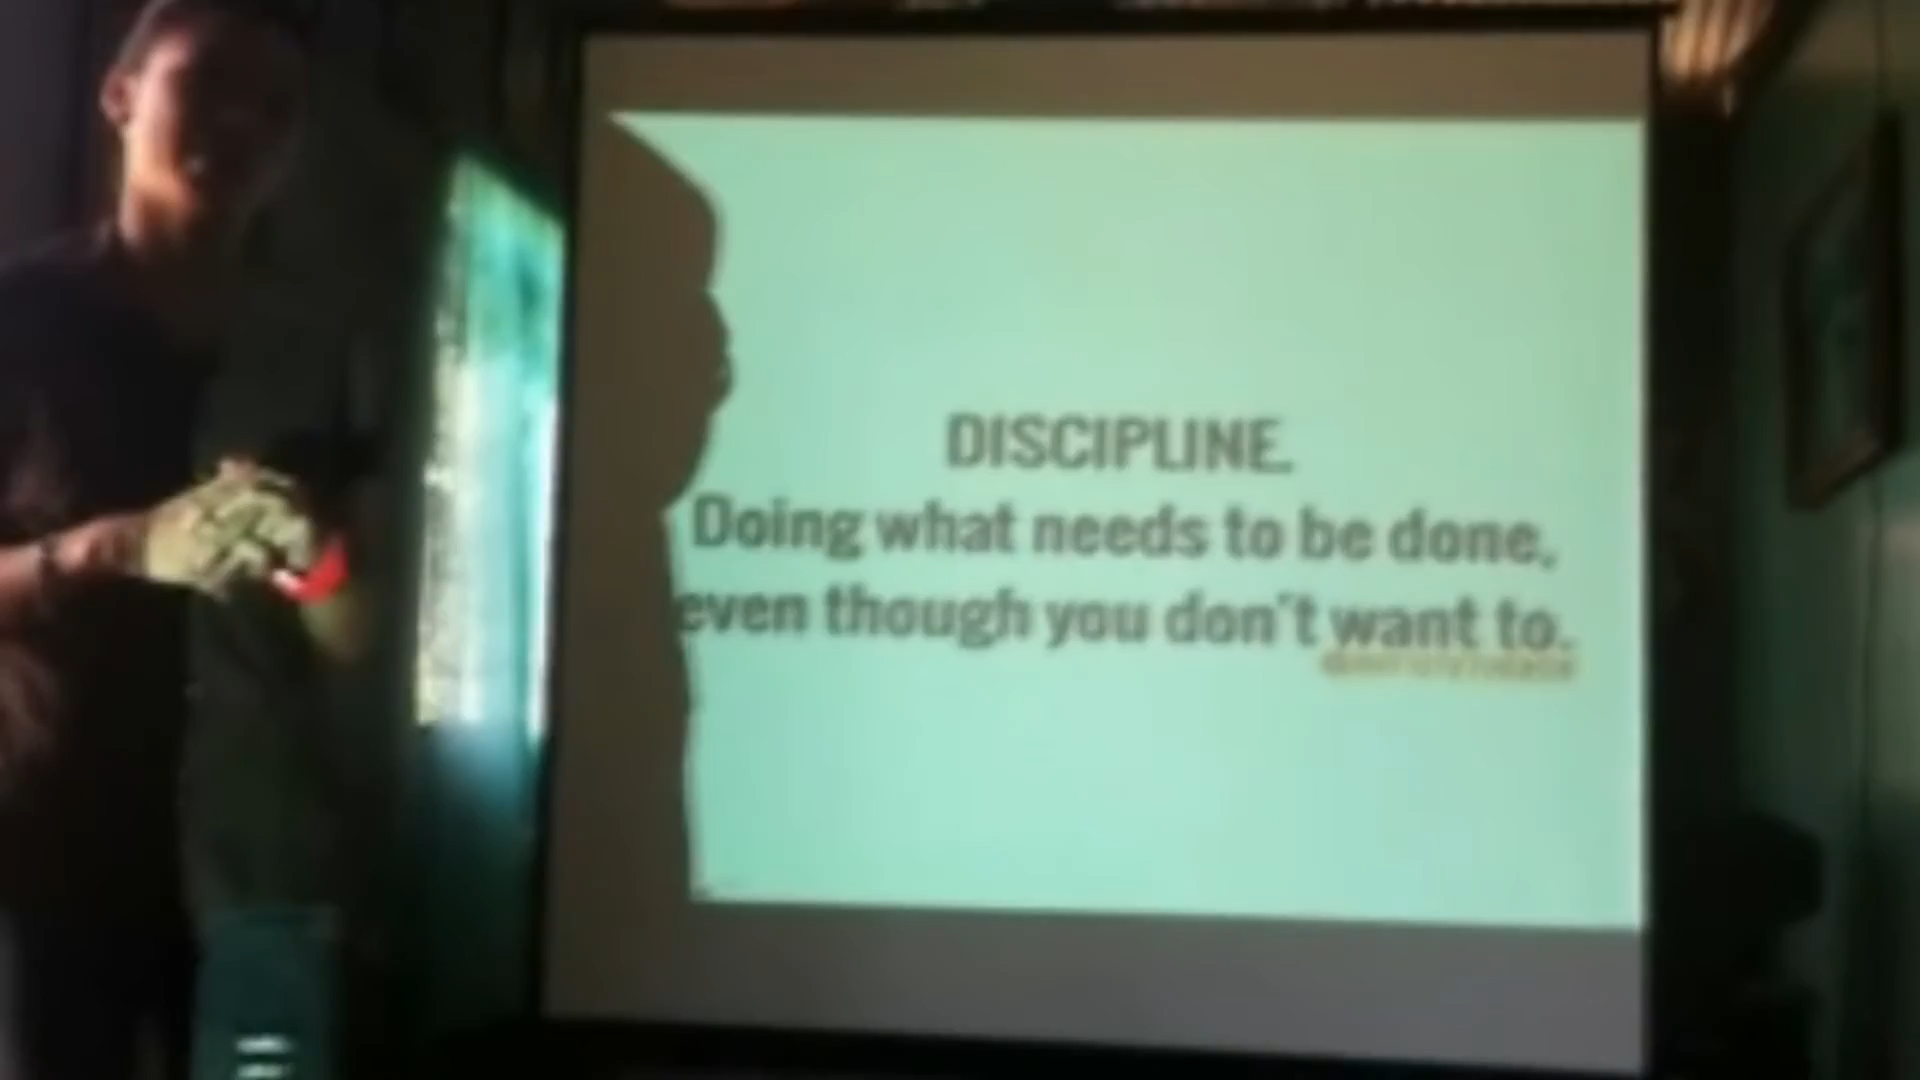 DISCIPLINE.
Doing what needs to be done,
even though you don't want to.